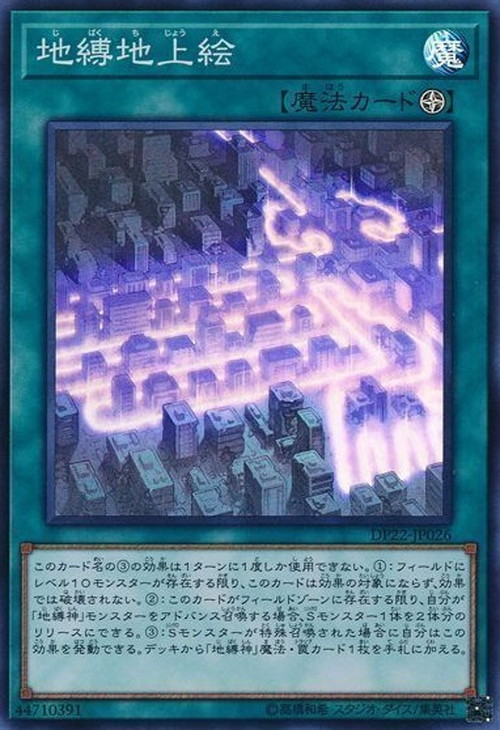 地縛地上絵
魔
【魔法カード】
DP22-JP026
このカード名の③の効果は1ターンに1度しか使用できない。①:フィールドに
レベル10モンスターが存在する限り、このカードは効果の対象にならず、効果
では破壊されない。②:このカードがフィールドゾーンに存在する限り、自分が
「地縛神」モンスターをアドバンス召喚する場合、Sモンスター1体を2体分の
リリースにできる。③:Sモンスターが特殊召喚された場合に自分はこの
効果を発動できる。デッキから「地縛神」魔法・罠カード1枚を手札に加える。
44710391
©高橋和希 スタジオ・ダイス/集英社